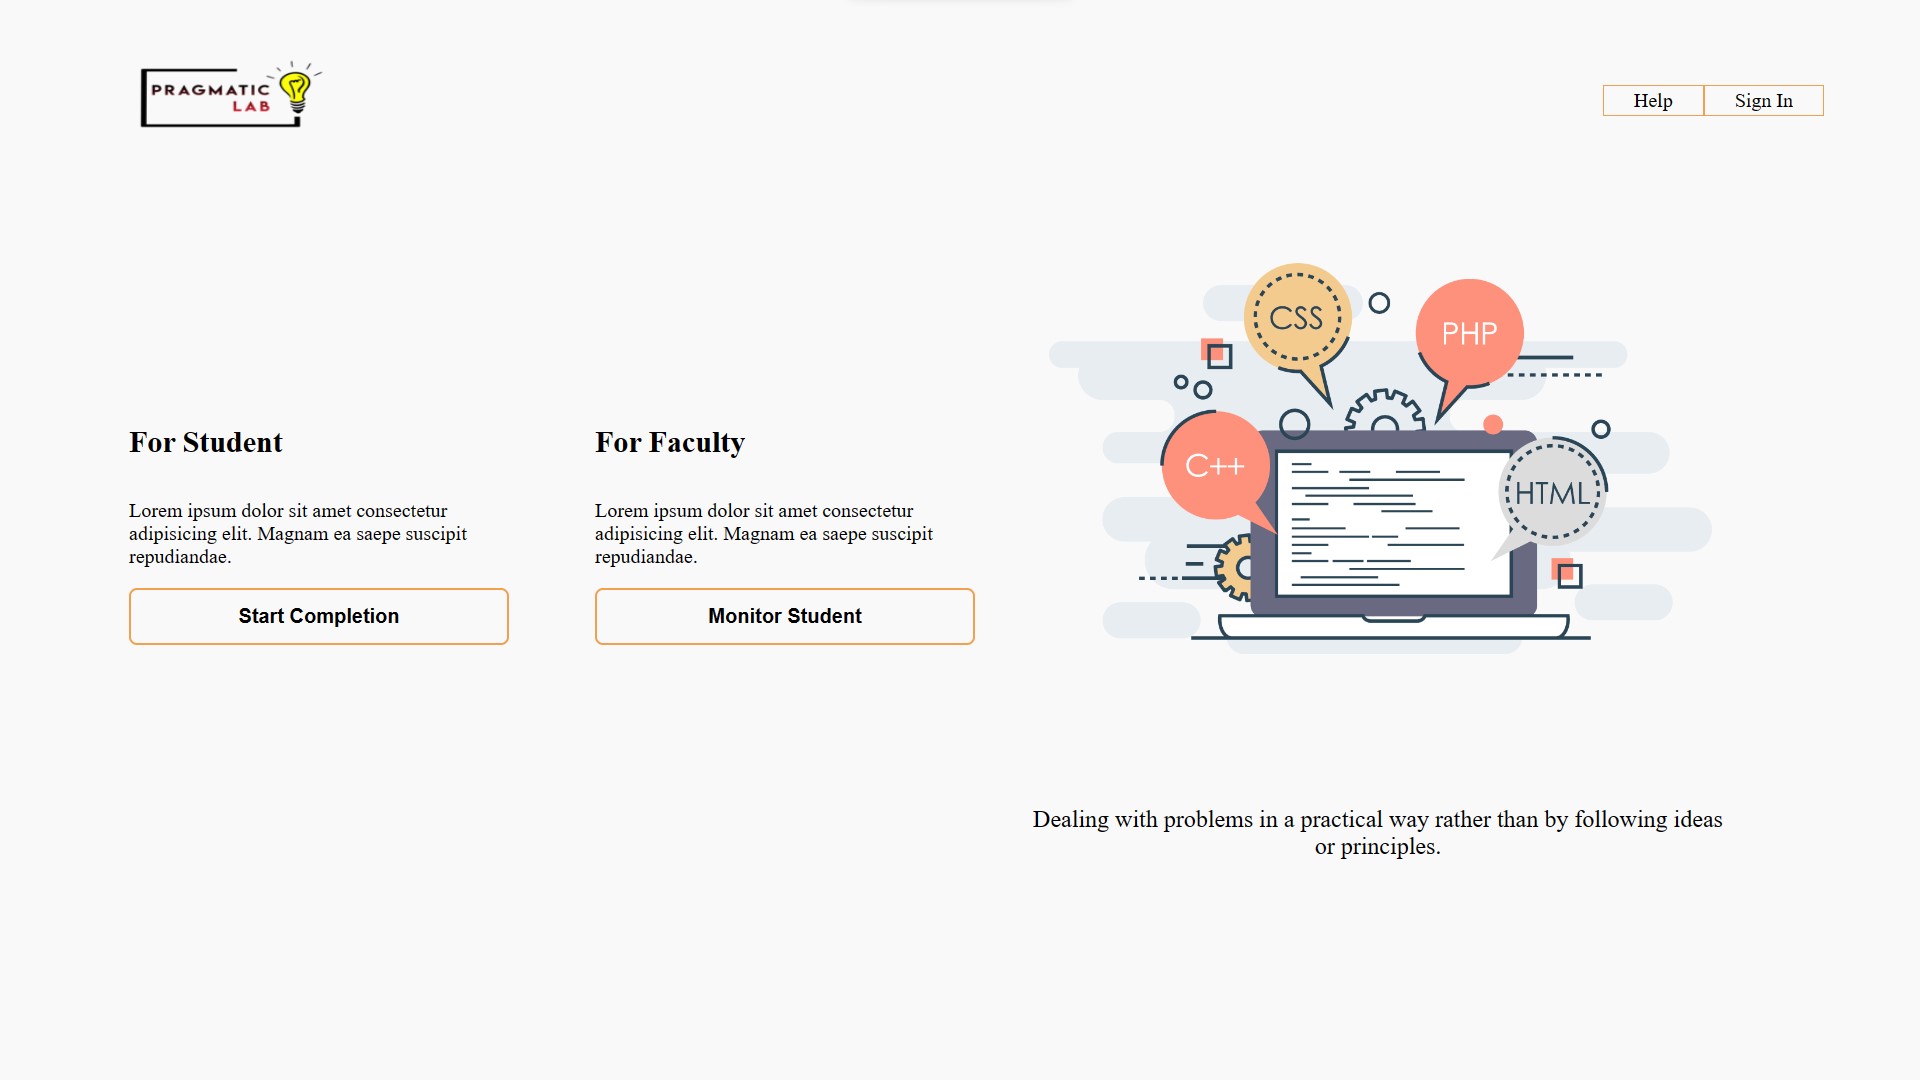 PRAGMATIC
LAB
Help
Sign In
CSS
PHP
C++
HTML
For Student
Lorem ipsum dolor sit amet consectetur
adipisicing elit. Magnam ea saepe suscipit
repudiandae.
Start Completion
For Faculty
Lorem ipsum dolor sit amet consectetur
adipisicing elit. Magnam ea saepe suscipit
repudiandae.
Monitor Student
Dealing with problems in a practical way rather than by following ideas
or principles.